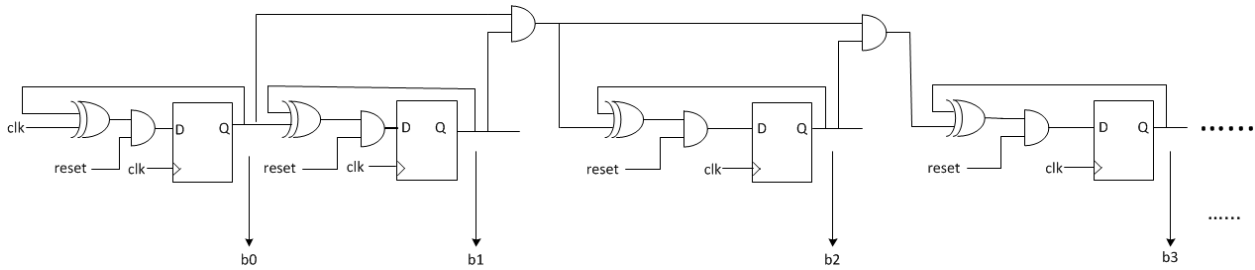 D Q D Q D Q D Q
clk
reset clk reset clk reset clk reset clk
......
......
b0 b1 b2 b3